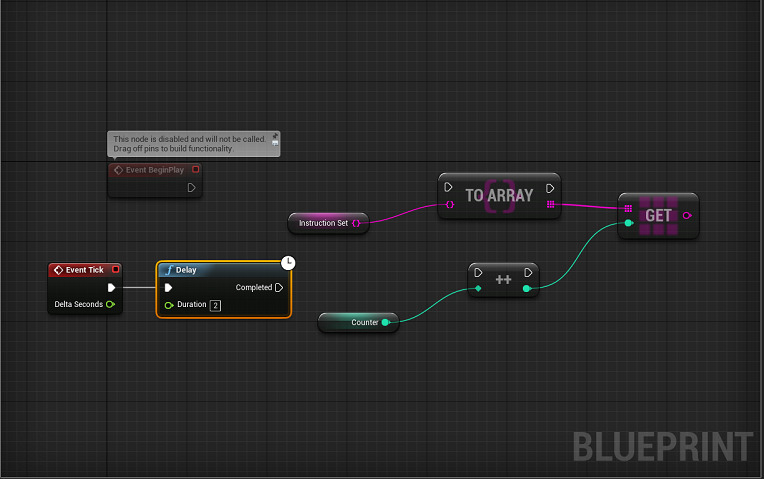 This node is disabled and will not be called.
Drag off pins to build functionality.
Event BeginPlay
TO ARRAY
Instruction Set
GET
Event Tick
Delta Seconds
Delay
Completed
Duration 2
++
Counter
BLUEPRINT